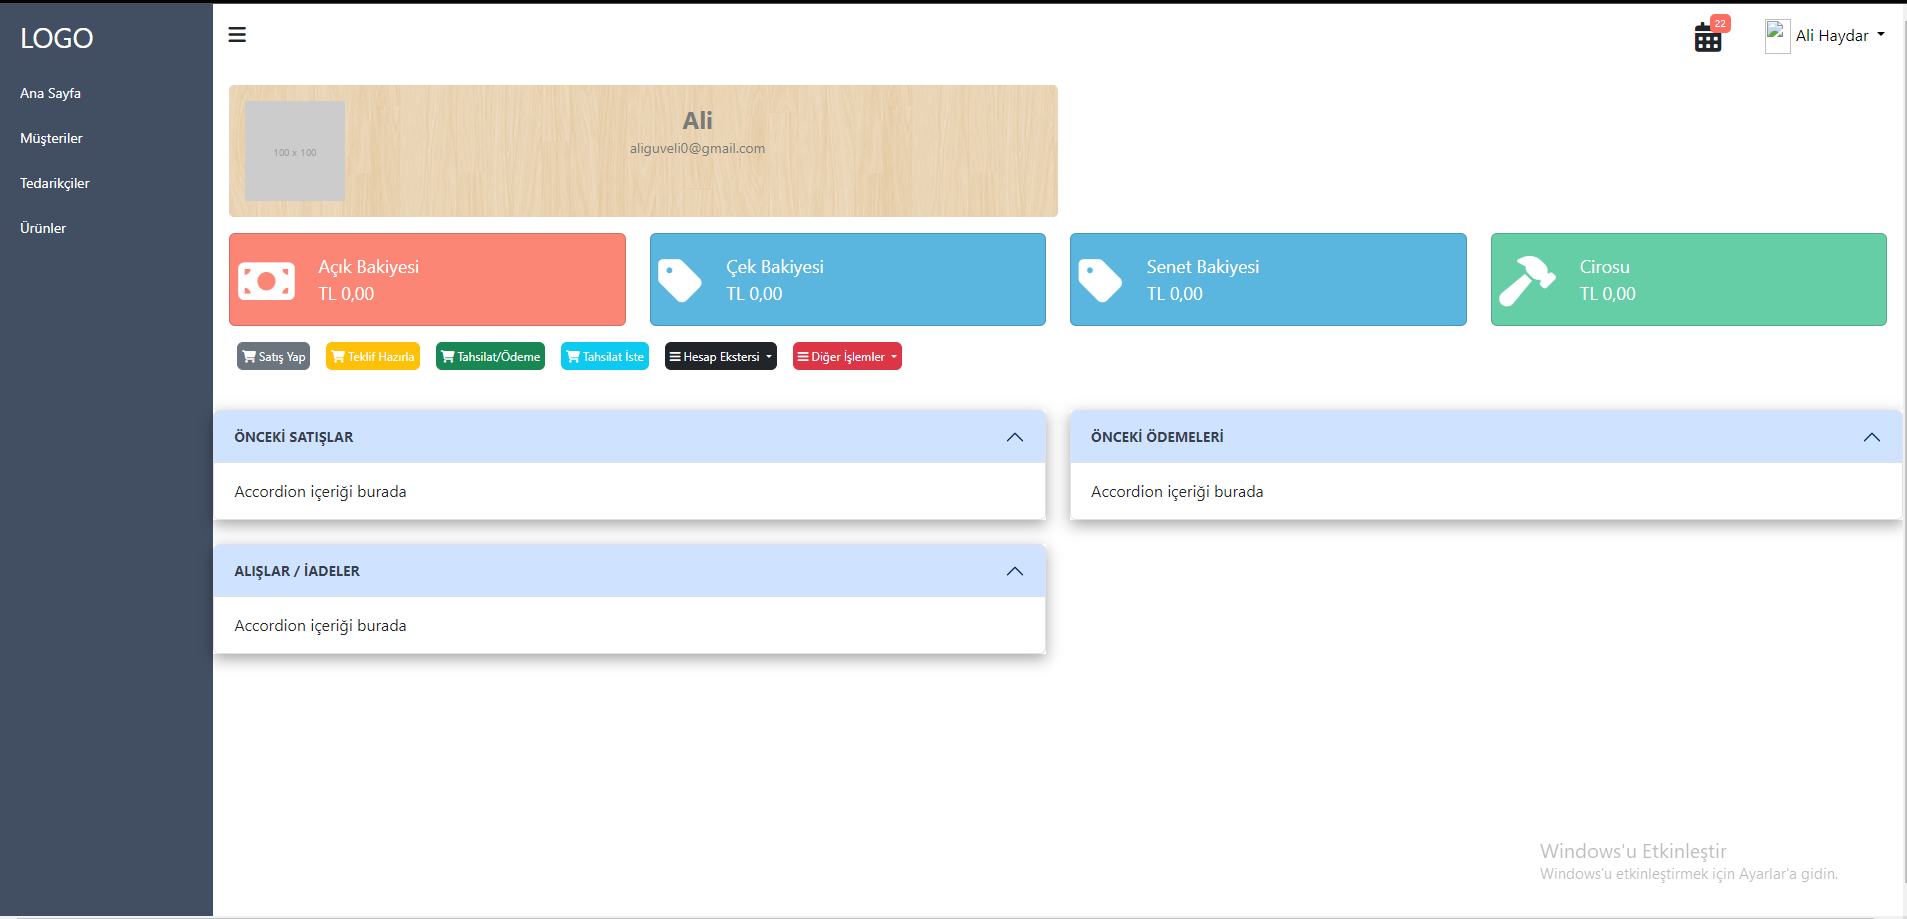 LOGO
Ana Sayfa
Müşteriler
Tedarikçiler
Ürünler
22
Ali Haydar
100 x 100
Ali
aliguveli0@gmail.com
Açık Bakiyesi
TL 0,00
Çek Bakiyesi
TL 0,00
Senet Bakiyesi
TL 0,00
Cirosu
TL 0,00
Satış Yap
Teklif Hazırla
Tahsilat/Ödeme
Tahsilat İste
Hesap Ekstersi
Diğer İşlemler
ÖNCEKİ SATIŞLAR
Accordion içeriği burada
ÖNCEKİ ÖDEMELERİ
Accordion içeriği burada
ALIŞLAR / İADELER
Accordion içeriği burada
Windows'u Etkinleştir
Windows'u etkinleştirmek için Ayarlar'a gidin.